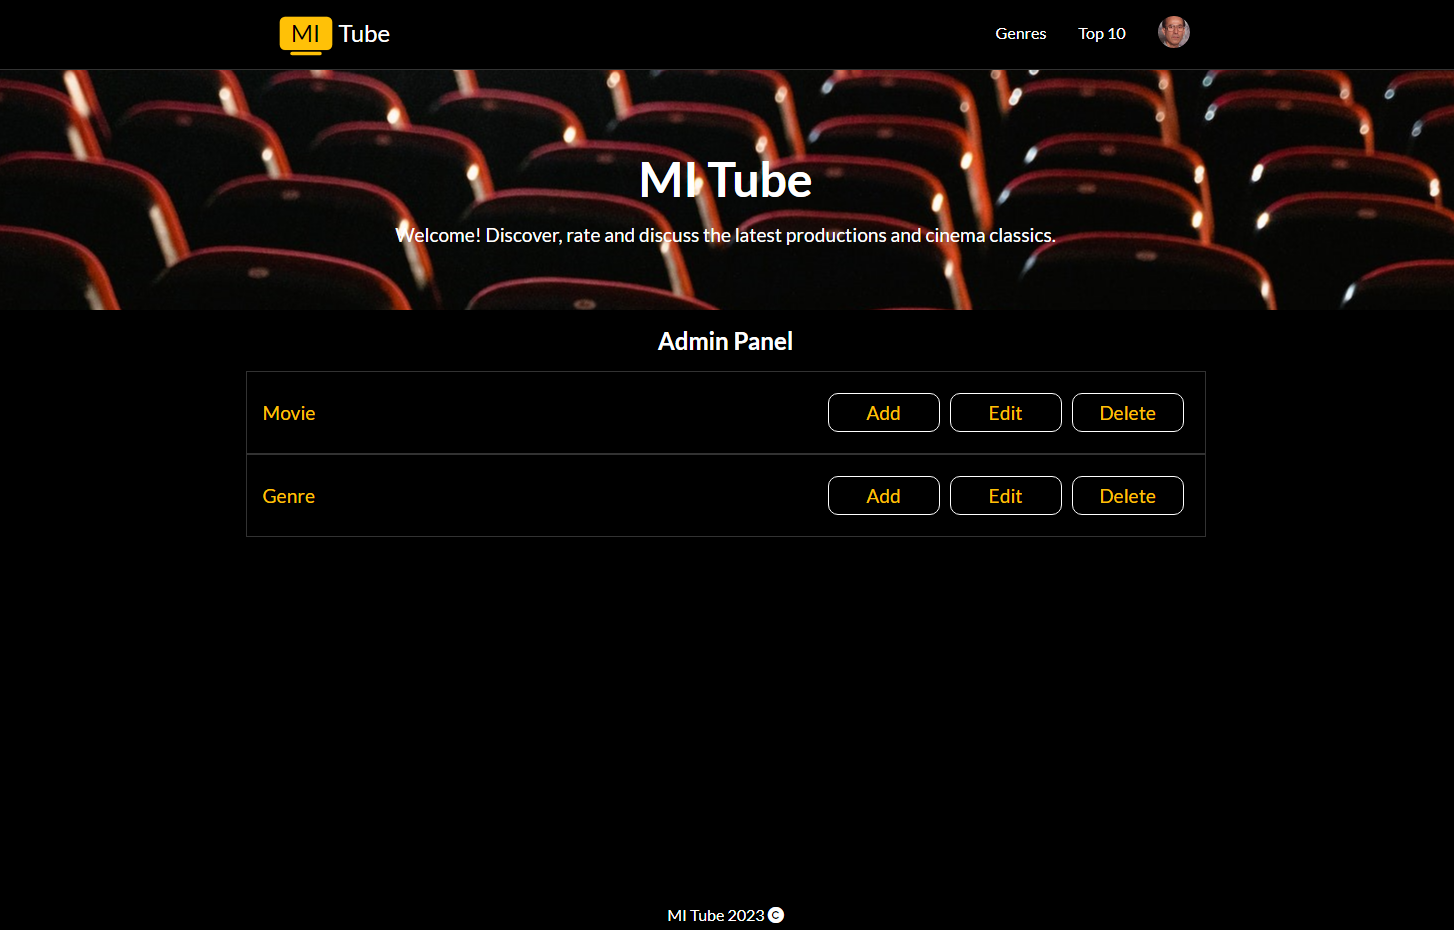 MI Tube
Genres
Top 10
MI Tube
Welcome! Discover, rate and discuss the latest productions and cinema classics.
Admin Panel
Movie
Add
Edit
Delete
Genre
Add
Edit
Delete
MI Tube 2023 ©